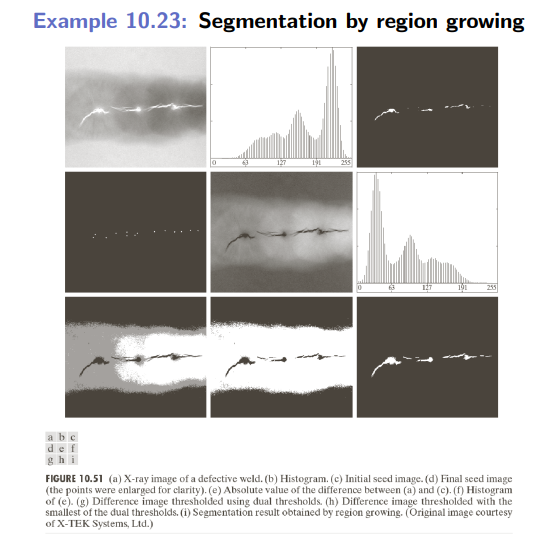 Example 10.23: Segmentation by region growing
0 63 127 191 255
0 63 127 191 255
a b c
d e f
g h i
FIGURE 10.51 (a) X-ray image of a defective weld. (b) Histogram. (c) Initial seed image. (d) Final seed image
(the points were enlarged for clarity). (e) Absolute value of the difference between (a) and (c). (f) Histogram
of (e). (g) Difference image thresholded using dual thresholds. (h) Difference image thresholded with the
smallest of the dual thresholds. (i) Segmentation result obtained by region growing. (Original image courtesy
of X-TEK Systems, Ltd.)